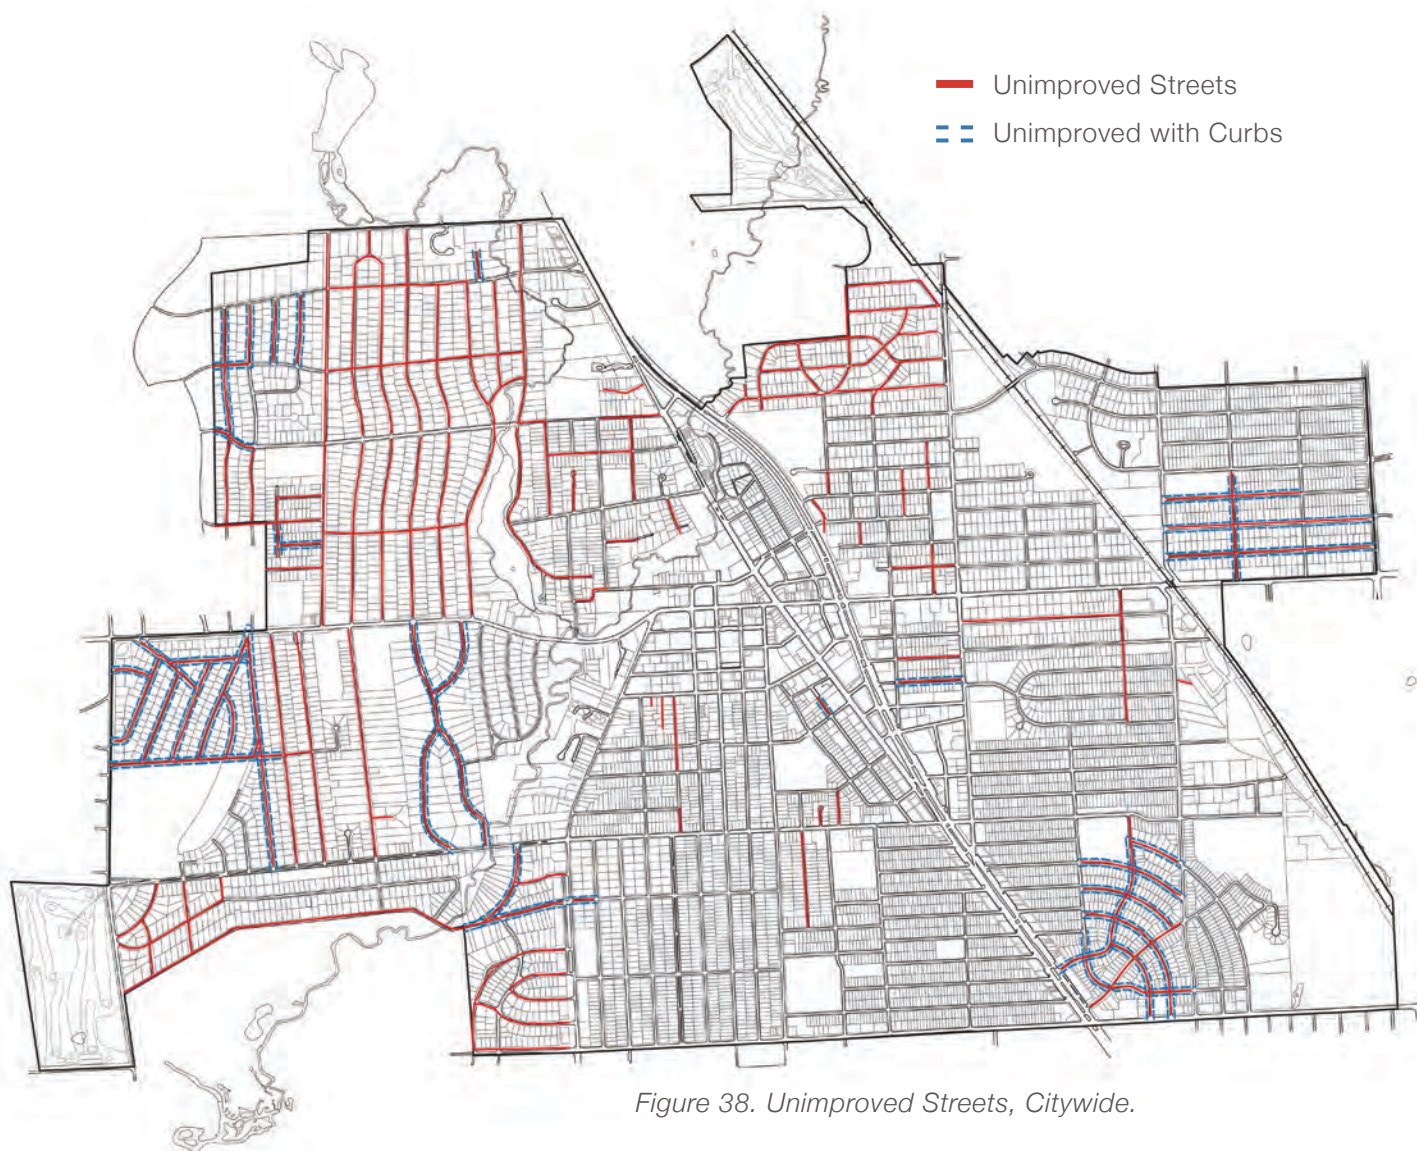 Unimproved Streets
Unimproved with Curbs
Figure 38. Unimproved Streets, Citywide.